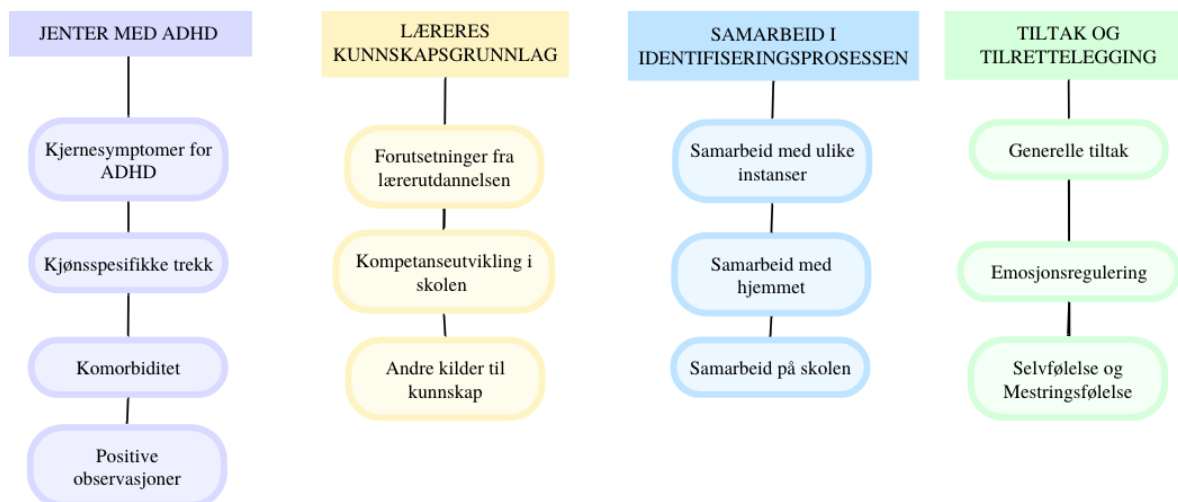 JENTER MED ADHD
Kjernesymptomer for
ADHD
Kjønsspesifikke trekk
Komorbiditet
Positive
observasjoner
LÆRERES
KUNNSKAPSGRUNNLAG
Forutsetninger fra
lærerutdannelsen
Kompetanseutvikling i
skolen
Andre kilder til
kunnskap
SAMARBEID I
IDENTIFISERINGSPROSESSEN
Samarbeid med ulike
instanser
Samarbeid med
hjemmet
Samarbeid på skolen
TILTAK OG
TILRETTELEGGING
Generelle tiltak
Emosjonsregulering
Selvfølelse og
Mestringsfølelse